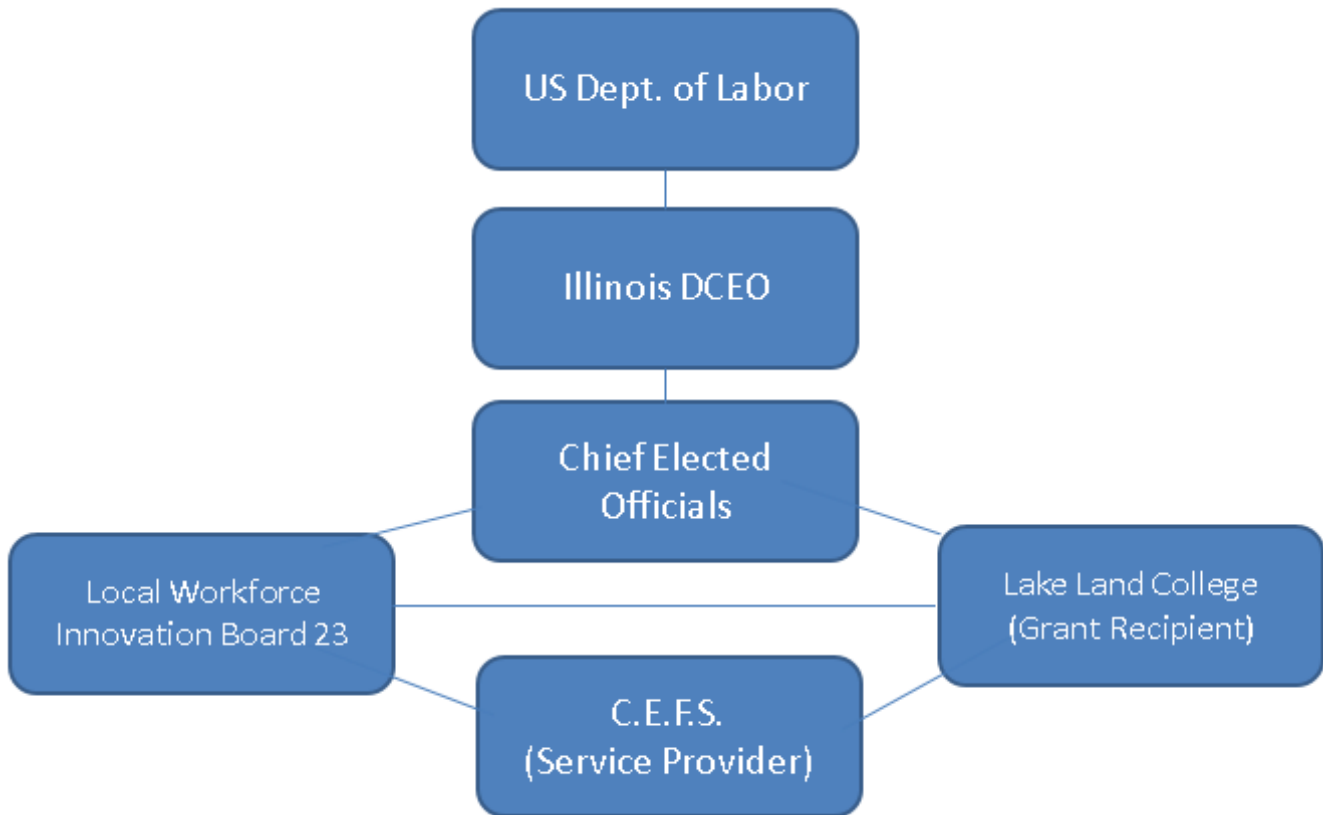 US Dept. of Labor
Illinois DCEO
Chief Elected
Officials
Local Workforce
Innovation Board 23
Lake Land College
(Grant Recipient)
C.E.F.S.
(Service Provider)